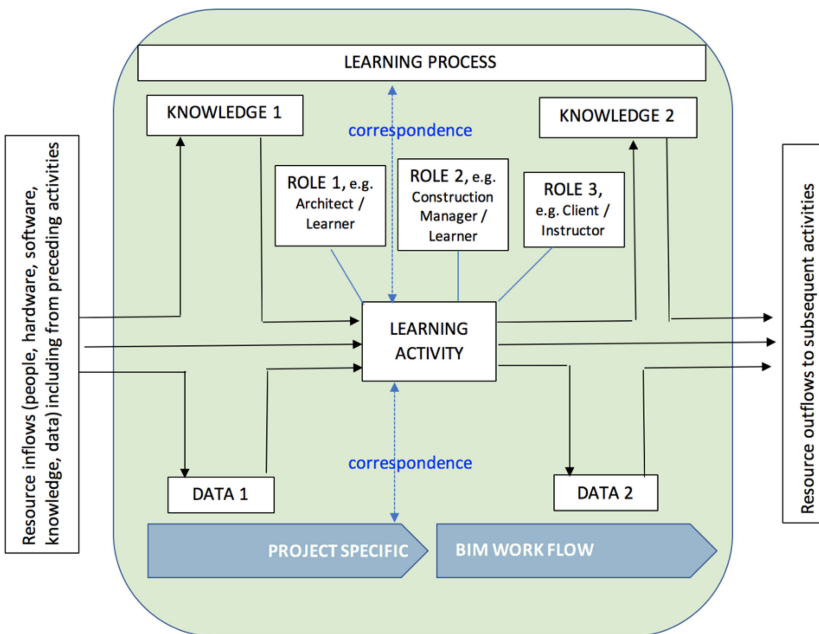 LEARNING PROCESS
KNOWLEDGE 1
KNOWLEDGE 2
correspondence
ROLE 1, e.g.
Architect /
Learner
ROLE 2, e.g.
Construction
Manager /
Learner
ROLE 3,
e.g. Client /
Instructor
Resource inflows (people, hardware, software,
knowledge, data) including from preceding activities
LEARNING
ACTIVITY
Resource outflows to subsequent activities
correspondence
DATA 1
DATA 2
PROJECT SPECIFIC
BIM WORK FLOW